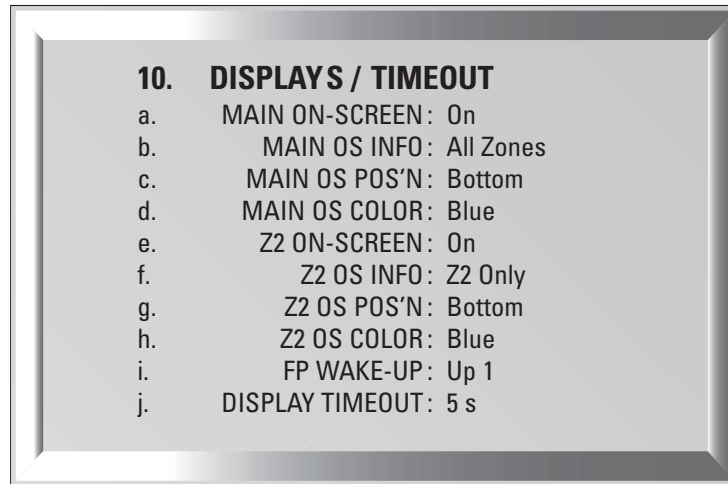 10. DISPLAYS / TIMEOUT
a. MAIN ON-SCREEN: On
b. MAIN OS INFO: All Zones
c. MAIN OS POS'N: Bottom
d. MAIN OS COLOR: Blue
e. Z2 ON-SCREEN: On
f. Z2 OS INFO: Z2 Only
g. Z2 OS POS'N: Bottom
h. Z2 OS COLOR: Blue
i. FP WAKE-UP: Up 1
j. DISPLAY TIMEOUT: 5 s